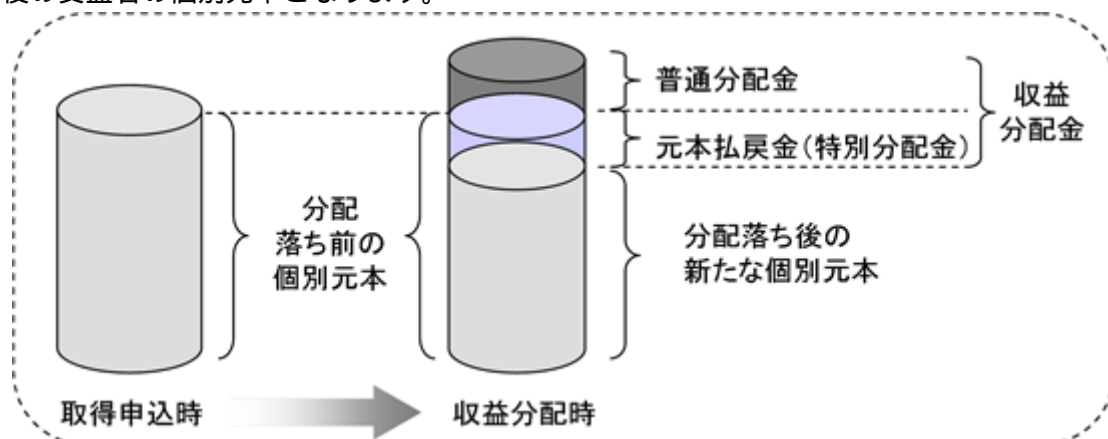 後の受益者の個別元本となります。
普通分配金
元本払戻金(特別分配金)
収益
分配金
分配
落ち前の
個別元本
分配落ち後の
新たな個別元本
取得申込時
収益分配時